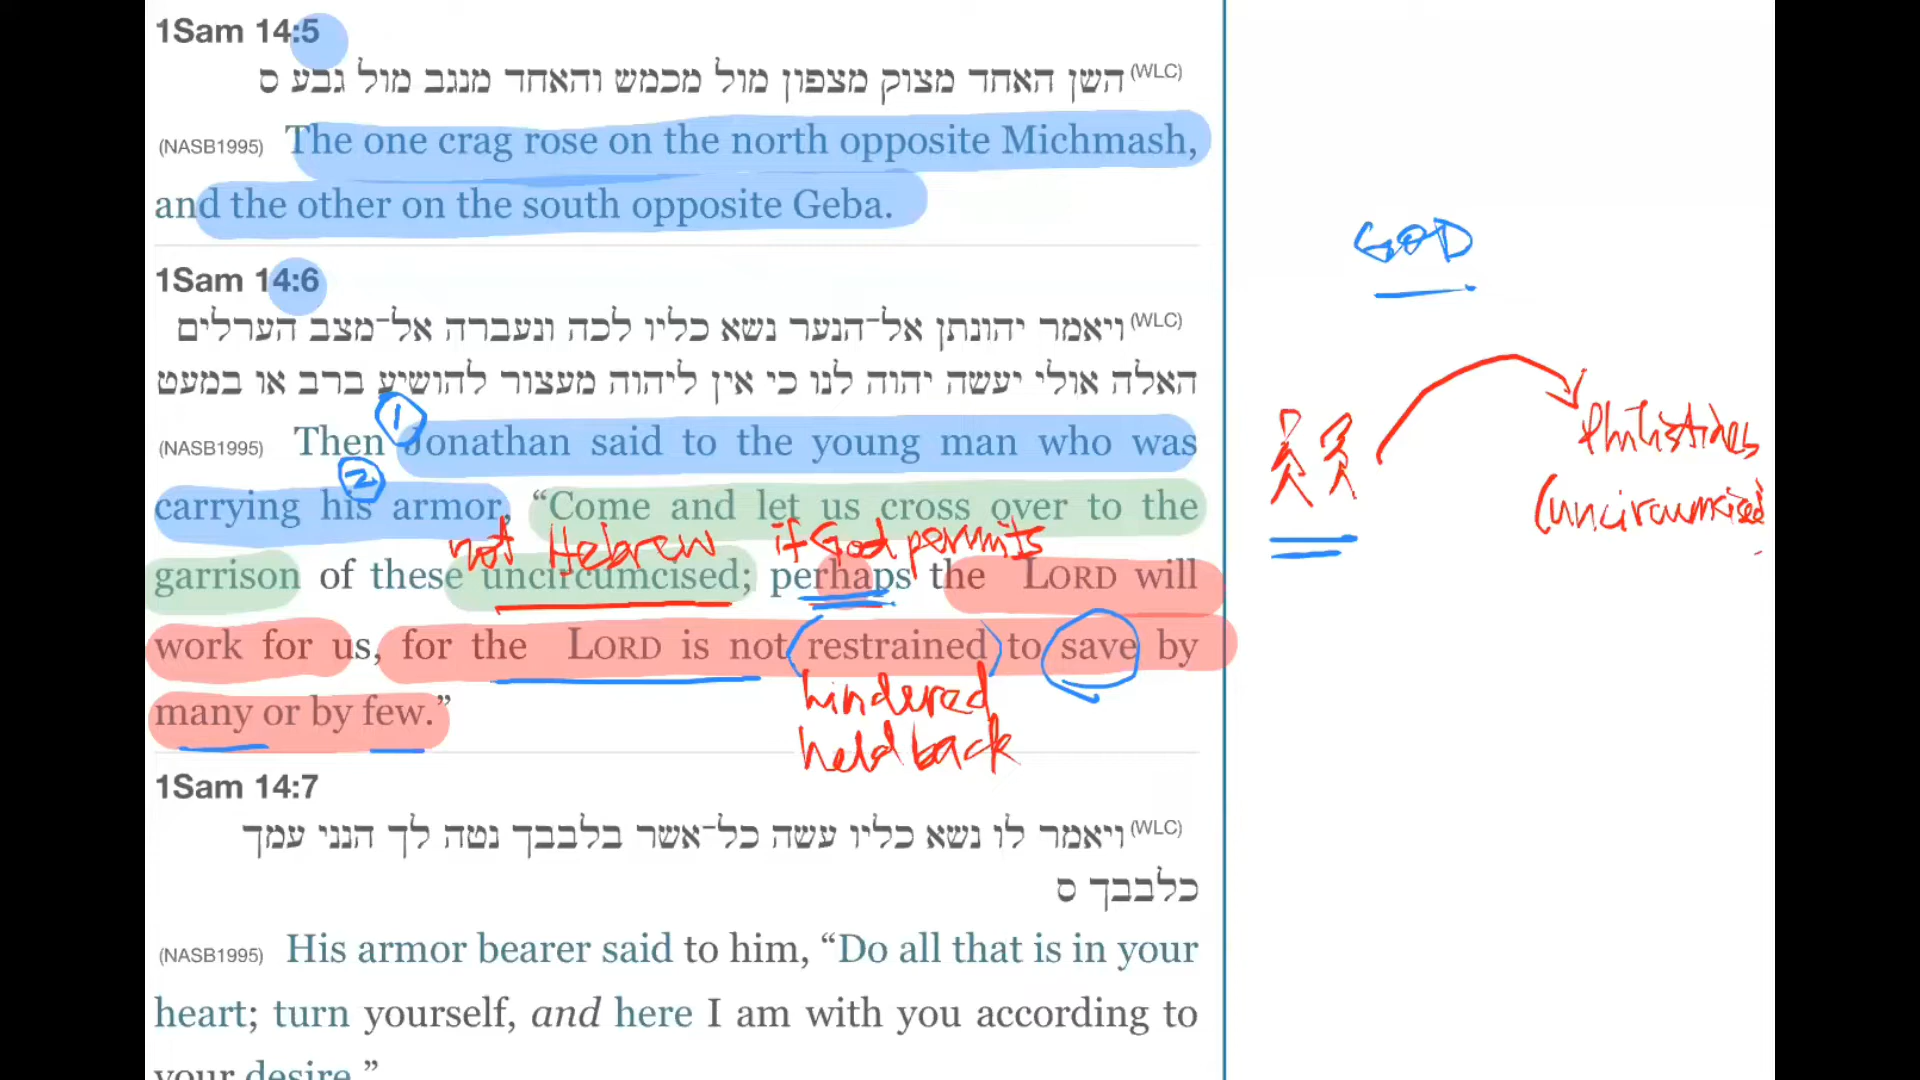 1Sam 14:5
השן האחד מצוק מצפון מול מכמש והאחד מנגב מול גבע ס (WLC)
(NASB1995) The one crag rose on the north opposite Michmash,
and the other on the south opposite Geba.
1Sam 14:6
ויאמר יהונתן אל־הנער נשא כליו לכה ונעברה אל־מצב הערלים (WLC)
האלה אולי יעשה יהוה לנו כי אין ליהוה מעצור להושיע ברב או במעט
1
(NASB1995) Then Jonathan said to the young man who was
2
carrying his armor, “Come and let us cross over to the
not Hebrew if God permits
garrison of these uncircumcised; perhaps the LORD will
work for us, for the LORD is not (restrained) to save by
hindered
many or by few.”
held back
1Sam 14:7
ויאמר לו נשא כליו עשה כל־אשר בלבבך נטה לך הנני עמך (WLC)
כלבבך ס
(NASB1995) His armor bearer said to him, “Do all that is in your
heart; turn yourself, and here I am with you according to
your desire.”
GOD
Philistines
(uncircumcised